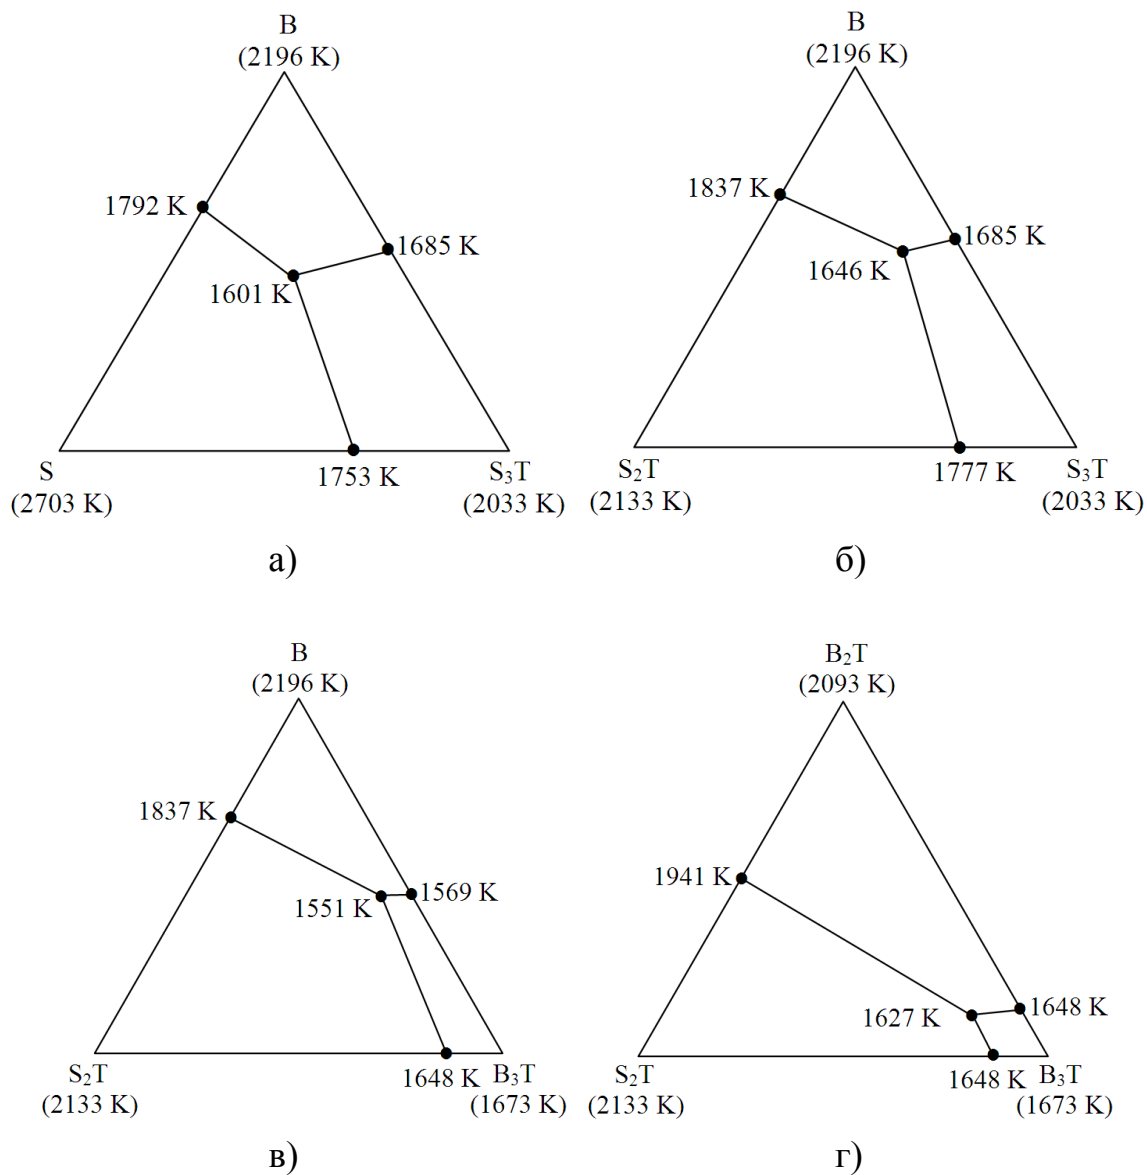 B
(2196 K)
1792 K
1685 K
1601 K
S
(2703 K)
1753 K
S₃T
(2033 K)
а)
B
(2196 K)
1837 K
1685 K
1646 K
S₂T
(2133 K)
1777 K
S₃T
(2033 K)
б)
B
(2196 K)
1837 K
1569 K
1551 K
S₂T
(2133 K)
1648 K
B₃T
(1673 K)
в)
B₂T
(2093 K)
1941 K
1648 K
1627 K
S₂T
(2133 K)
1648 K
B₃T
(1673 K)
г)